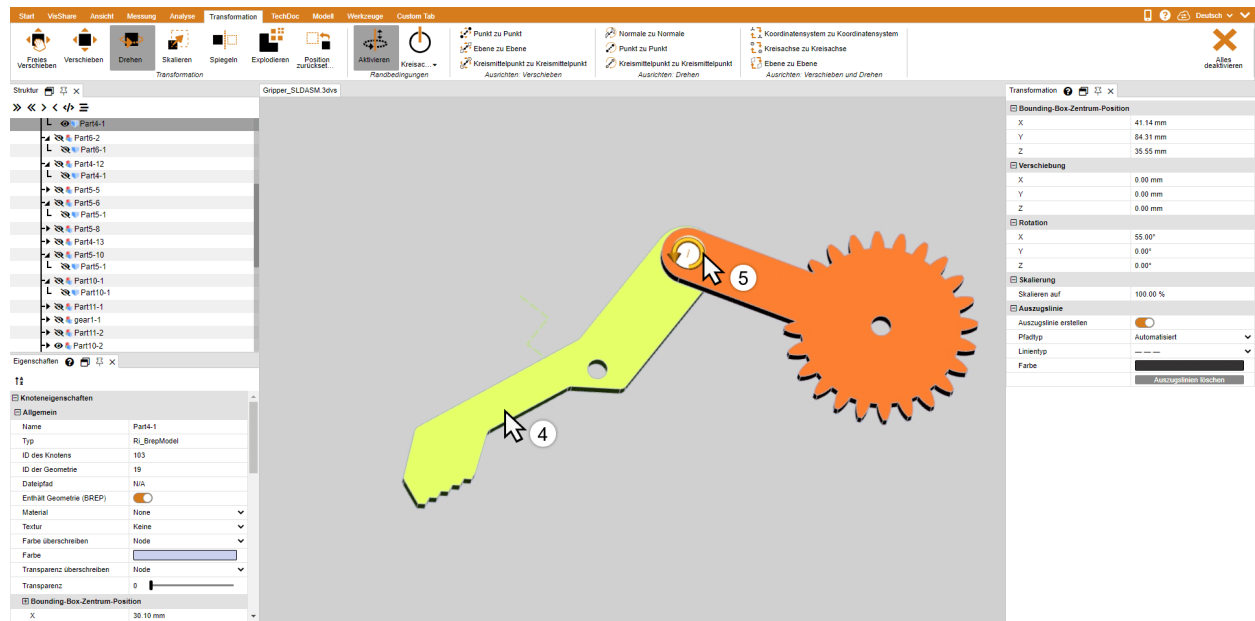 Start VisShare Ansicht Messung Analyse Transformation TechDoc Modell Werkzeuge Custom Tab Deutsch
Freies Verschieben
Verschieben
Drehen
Skalieren
Spiegeln
Explodieren
Position zurückset...
Transformation
Aktivieren
Kreisac...
Randbedingungen
Punkt zu Punkt
Ebene zu Ebene
Kreismittelpunkt zu Kreismittelpunkt
Ausrichten: Verschieben
Normale zu Normale
Punkt zu Punkt
Kreismittelpunkt zu Kreismittelpunkt
Ausrichten: Drehen
Koordinatensystem zu Koordinatensystem
Kreisachse zu Kreisachse
Ebene zu Ebene
Ausrichten: Verschieben und Drehen
Alles deaktivieren
Struktur
Part4-1
Part6-2
Part6-1
Part4-12
Part4-1
Part5-5
Part5-6
Part5-1
Part5-8
Part4-13
Part5-10
Part5-1
Part10-1
Part10-1
Part11-1
gear1-1
Part11-2
Part10-2
Eigenschaften
Knoteneigenschaften
Allgemein
Name Part4-1
Typ Ri_BrepModel
ID des Knotens 103
ID der Geometrie 19
Dateipfad N/A
Enthält Geometrie (BREP)
Material None
Textur Keine
Farbe überschreiben Node
Farbe
Transparenz überschreiben Node
Transparenz 0
Bounding-Box-Zentrum-Position
X 30.10 mm
Gripper_SLDASM.3dvs
5
4
Transformation
Bounding-Box-Zentrum-Position
X 41.14 mm
Y 84.31 mm
Z 35.55 mm
Verschiebung
X 0.00 mm
Y 0.00 mm
Z 0.00 mm
Rotation
X 55.00°
Y 0.00°
Z 0.00°
Skalierung
Skalieren auf 100.00 %
Auszugslinie
Auszugslinie erstellen
Pfadtyp Automatisiert
Linientyp
Farbe
Auszugslinien löschen